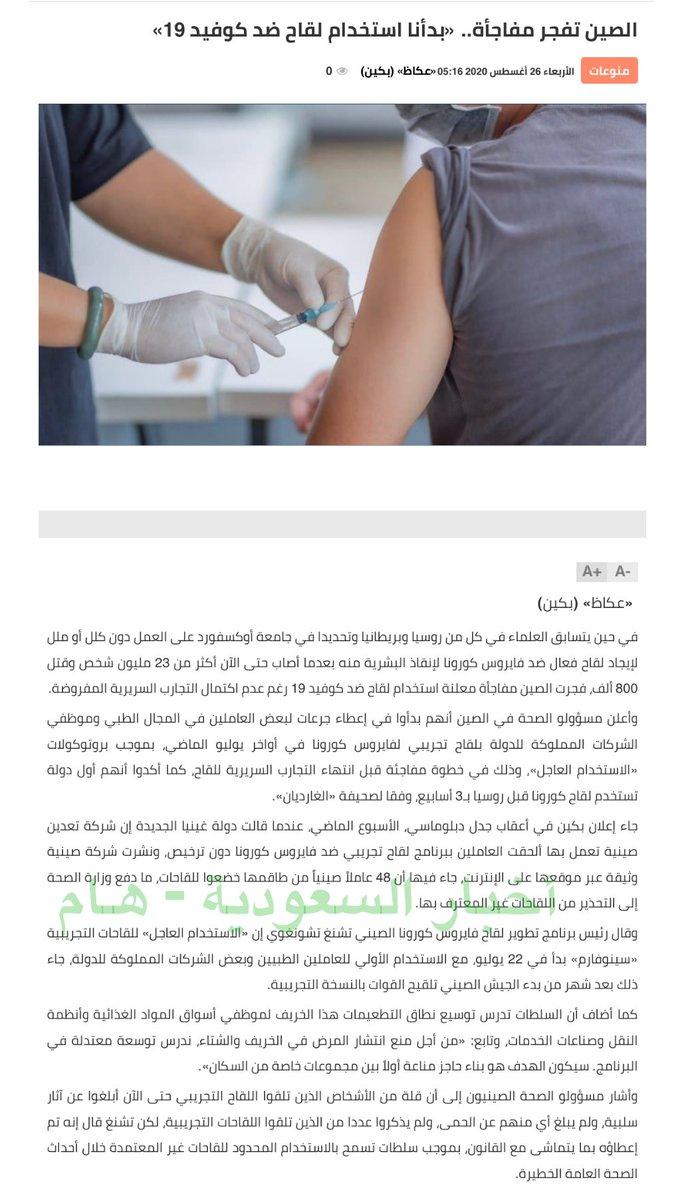 الصين تفجر مفاجأة.. «بدأنا استخدام لقاح ضد كوفيد 19»
منوعات الأربعاء 26 أغسطس 2020 05:16 «عكاظ» (بكين) 0
A+ A-
«عكاظ» (بكين)
في حين يتسابق العلماء في كل من روسيا وبريطانيا وتحديدا في جامعة أوكسفورد على العمل دون كلل أو ملل
لإيجاد لقاح فعال ضد فايروس كورونا لإنقاذ البشرية منه بعدما أصاب حتى الآن أكثر من 23 مليون شخص وقتل
800 ألف، فجرت الصين مفاجأة معلنة استخدام لقاح ضد كوفيد 19 رغم عدم اكتمال التجارب السريرية المفروضة.
وأعلن مسؤولو الصحة في الصين أنهم بدأوا في إعطاء جرعات لبعض العاملين في المجال الطبي وموظفي
الشركات المملوكة للدولة بلقاح تجريبي لفايروس كورونا في أواخر يوليو الماضي، بموجب بروتوكولات
«الاستخدام العاجل»، وذلك في خطوة مفاجئة قبل انتهاء التجارب السريرية للقاح، كما أكدوا أنهم أول دولة
تستخدم لقاح كورونا قبل روسيا بـ3 أسابيع، وفقا لصحيفة «الغارديان».
جاء إعلان بكين في أعقاب جدل دبلوماسي، الأسبوع الماضي، عندما قالت دولة غينيا الجديدة إن شركة تعدين
صينية تعمل بها ألحقت العاملين ببرنامج لقاح تجريبي ضد فايروس كورونا دون ترخيص، ونشرت شركة صينية
وثيقة عبر موقعها على الإنترنت، جاء فيها أن 48 عاملاً صينياً من طاقمها خضعوا للقاحات، ما دفع وزارة الصحة
إلى التحذير من اللقاحات غير المعترف بها.
أخبار السعودية - هـام
وقال رئيس برنامج تطوير لقاح فايروس كورونا الصيني تشنغ تشونغوي إن «الاستخدام العاجل» للقاحات التجريبية
«سينوفارم» بدأ في 22 يوليو، مع الاستخدام الأولي للعاملين الطبيين وبعض الشركات المملوكة للدولة، جاء
ذلك بعد شهر من بدء الجيش الصيني تلقيح القوات بالنسخة التجريبية.
كما أضاف أن السلطات تدرس توسيع نطاق التطعيمات هذا الخريف لموظفي أسواق المواد الغذائية وأنظمة
النقل وصناعات الخدمات، وتابع: «من أجل منع انتشار المرض في الخريف والشتاء، ندرس توسعة معتدلة في
البرنامج. سيكون الهدف هو بناء حاجز مناعة أولاً بين مجموعات خاصة من السكان».
وأشار مسؤولو الصحة الصينيون إلى أن قلة من الأشخاص الذين تلقوا اللقاح التجريبي حتى الآن أبلغوا عن آثار
سلبية، ولم يبلغ أي منهم عن الحمى، ولم يذكروا عددا من الذين تلقوا اللقاحات التجريبية، لكن تشنغ قال إنه تم
إعطاؤه بما يتماشى مع القانون، بموجب سلطات تسمح بالاستخدام المحدود للقاحات غير المعتمدة خلال أحداث
الصحة العامة الخطيرة.